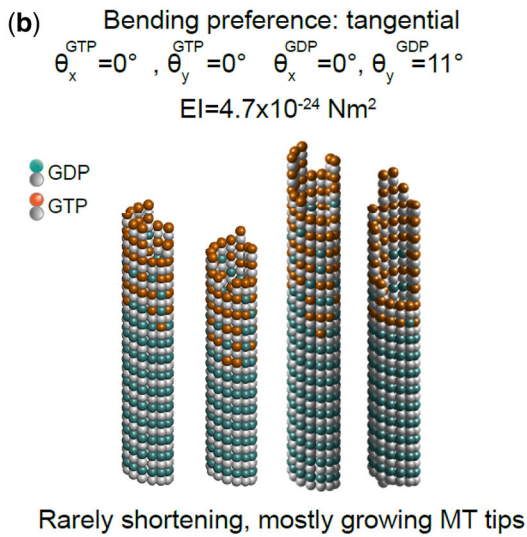 (b) Bending preference: tangential
θxGTP=0° , θyGTP=0° θxGDP=0°, θyGDP=11°
EI=4.7x10-24 Nm2
GDP
GTP
Rarely shortening, mostly growing MT tips